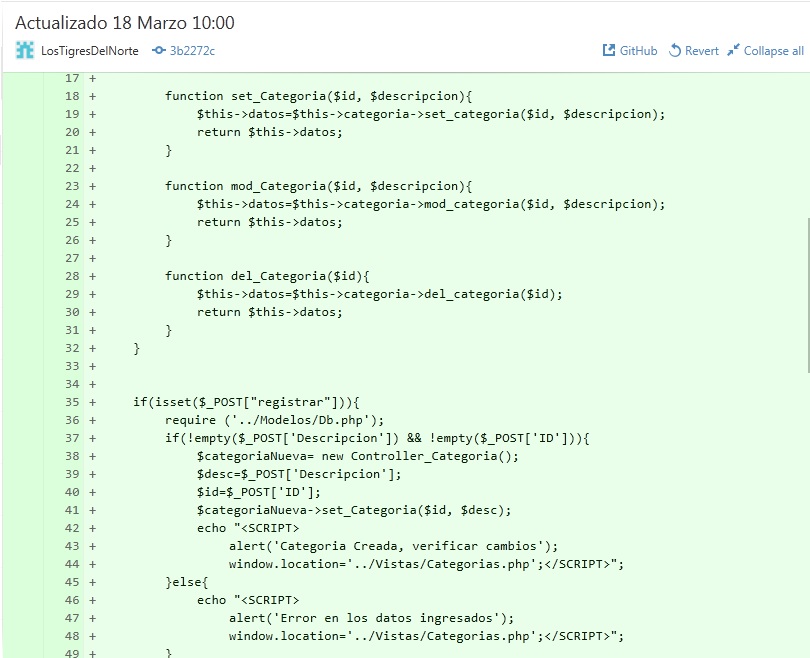 Actualizado 18 Marzo 10:00
LosTigresDelNorte 3b2272c GitHub Revert Collapse all
17 +
18 + function set_Categoria($id, $descripcion){
19 + $this->datos=$this->categoria->set_categoria($id, $descripcion);
20 + return $this->datos;
21 + }
22 +
23 + function mod_Categoria($id, $descripcion){
24 + $this->datos=$this->categoria->mod_categoria($id, $descripcion);
25 + return $this->datos;
26 + }
27 +
28 + function del_Categoria($id){
29 + $this->datos=$this->categoria->del_categoria($id);
30 + return $this->datos;
31 + }
32 + }
33 +
34 +
35 + if(isset($_POST["registrar"])){
36 + require ('../Modelos/Db.php');
37 + if(!empty($_POST['Descripcion']) && !empty($_POST['ID'])){
38 + $categoriaNueva= new Controller_Categoria();
39 + $desc=$_POST['Descripcion'];
40 + $id=$_POST['ID'];
41 + $categoriaNueva->set_Categoria($id, $desc);
42 + echo "<SCRIPT>
43 + alert('Categoria Creada, verificar cambios');
44 + window.location='../Vistas/Categorias.php';</SCRIPT>";
45 + }else{
46 + echo "<SCRIPT>
47 + alert('Error en los datos ingresados');
48 + window.location='../Vistas/Categorias.php';</SCRIPT>";
49 + }